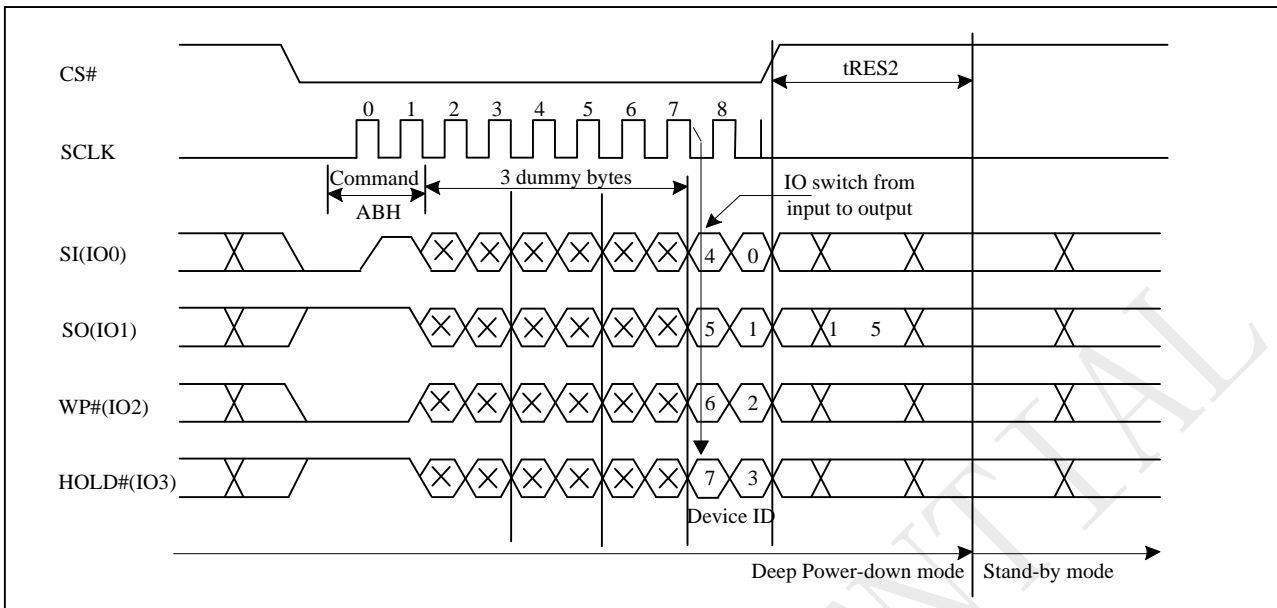 CS#
tRES2
0 1 2 3 4 5 6 7 8
SCLK
Command
ABH
3 dummy bytes
IO switch from
input to output
SI(IO0)
4 0
SO(IO1)
5 1 1 5
WP#(IO2)
6 2
HOLD#(IO3)
7 3
Device ID
Deep Power-down mode Stand-by mode